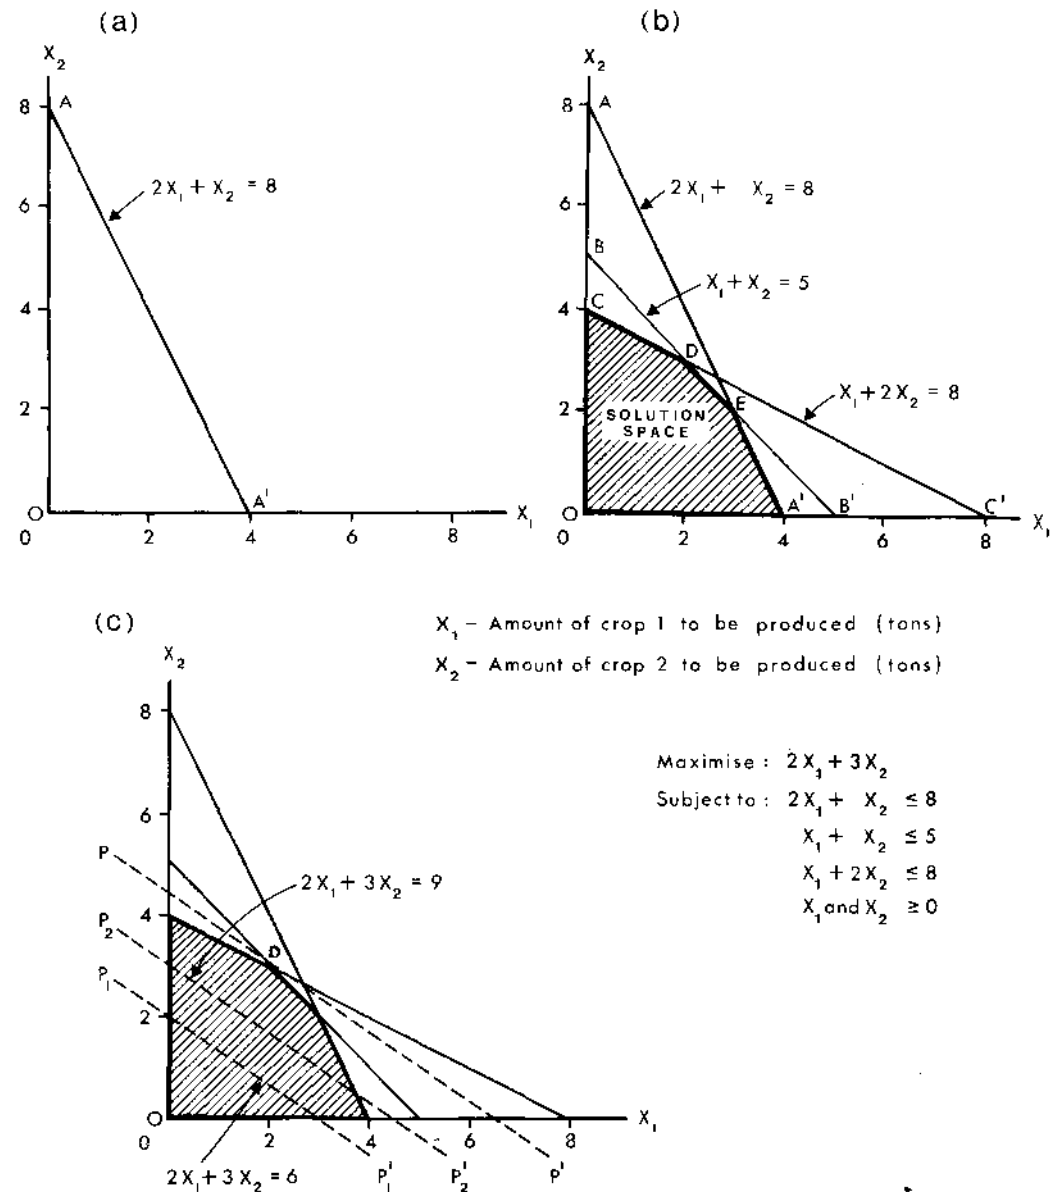 (a)
X₂
8
A
2X₁ + X₂ = 8
6
4
2
O
A'
X₁
0 2 4 6 8
(b)
X₂
8
A
2X₁ + X₂ = 8
6
B
X₁ + X₂ = 5
4
C
D
X₁ + 2X₂ = 8
2
E
SOLUTION
SPACE
O
A' B' C'
X₁
0 2 4 6 8
(c)
X₂
X₁ – Amount of crop 1 to be produced (tons)
X₂ – Amount of crop 2 to be produced (tons)
8
Maximise : 2X₁ + 3X₂
Subject to : 2X₁ + X₂ ≤ 8
X₁ + X₂ ≤ 5
X₁ + 2X₂ ≤ 8
X₁ and X₂ ≥ 0
6
P
2X₁ + 3X₂ = 9
4
P₂
D
P₁
2
O
X₁
0 2 4 6 8
2X₁ + 3X₂ = 6
P₁' P₂' P'